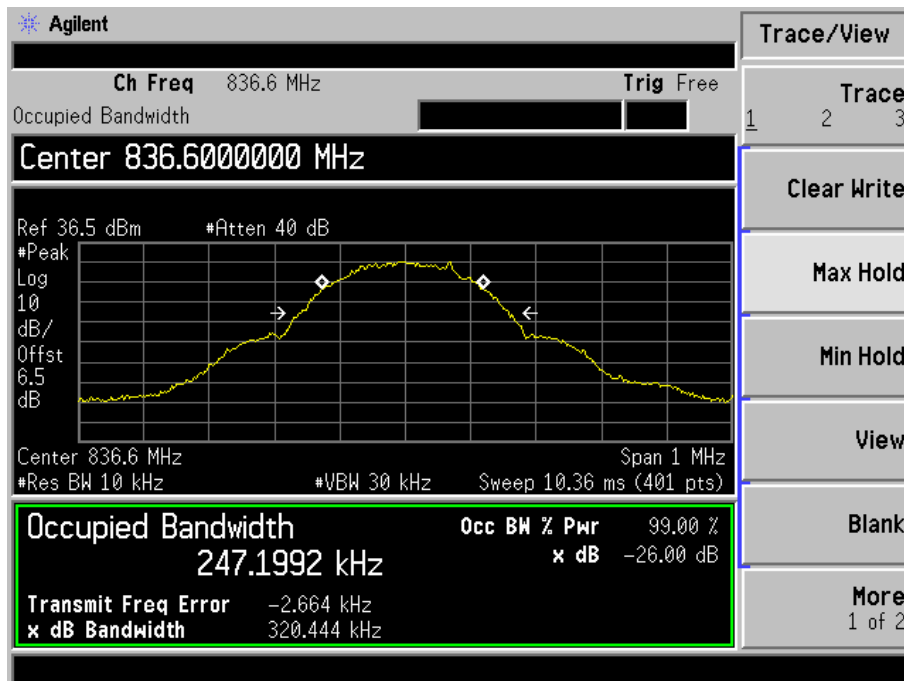 Agilent
Trace/View
Ch Freq 836.6 MHz Trig Free
Occupied Bandwidth
Trace
1 2 3
Center 836.6000000 MHz
Clear Write
Ref 36.5 dBm #Atten 40 dB
#Peak
Log
10
dB/
Offst
6.5
dB
Max Hold
Min Hold
Center 836.6 MHz Span 1 MHz
#Res BW 10 kHz #VBW 30 kHz Sweep 10.36 ms (401 pts)
View
Occupied Bandwidth Occ BW % Pwr 99.00 %
247.1992 kHz x dB -26.00 dB
Blank
Transmit Freq Error -2.664 kHz
x dB Bandwidth 320.444 kHz
More
1 of 2